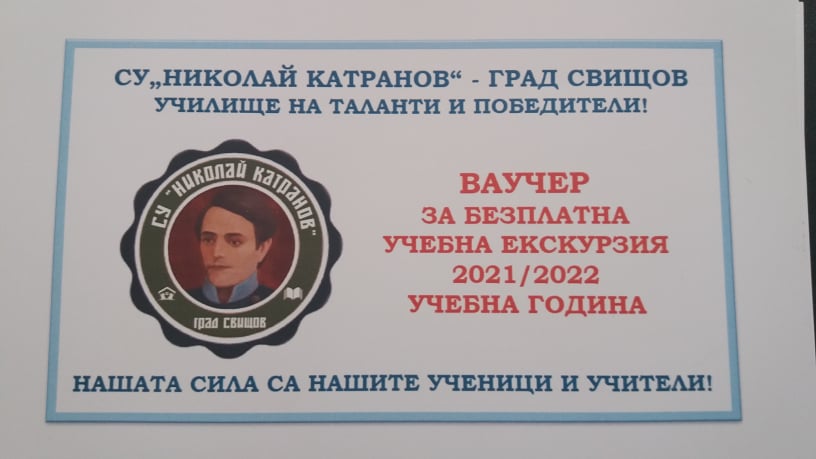 СУ„НИКОЛАЙ КАТРАНОВ“ - ГРАД СВИЩОВ
УЧИЛИЩЕ НА ТАЛАНТИ И ПОБЕДИТЕЛИ!
СУ "НИКОЛАЙ КАТРАНОВ"
ГРАД СВИЩОВ
ВАУЧЕР
ЗА БЕЗПЛАТНА
УЧЕБНА ЕКСКУРЗИЯ
2021/2022
УЧЕБНА ГОДИНА
НАШАТА СИЛА СА НАШИТЕ УЧЕНИЦИ И УЧИТЕЛИ!